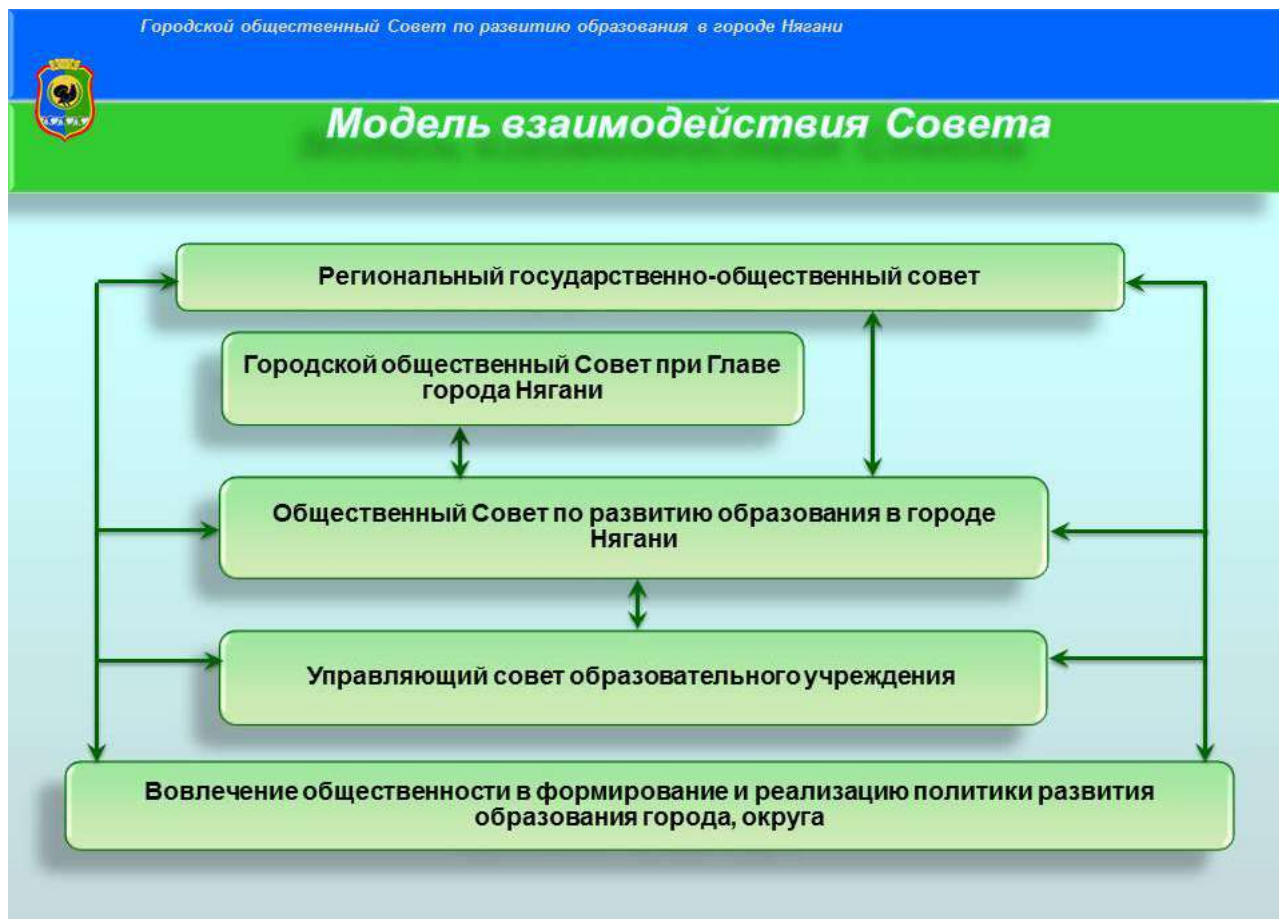 Городской общественный Совет по развитию образования в городе Нягани
Модель взаимодействия Совета
Региональный государственно-общественный совет
Городской общественный Совет при Главе
города Нягани
Общественный Совет по развитию образования в городе
Нягани
Управляющий совет образовательного учреждения
Вовлечение общественности в формирование и реализацию политики развития
образования города, округа